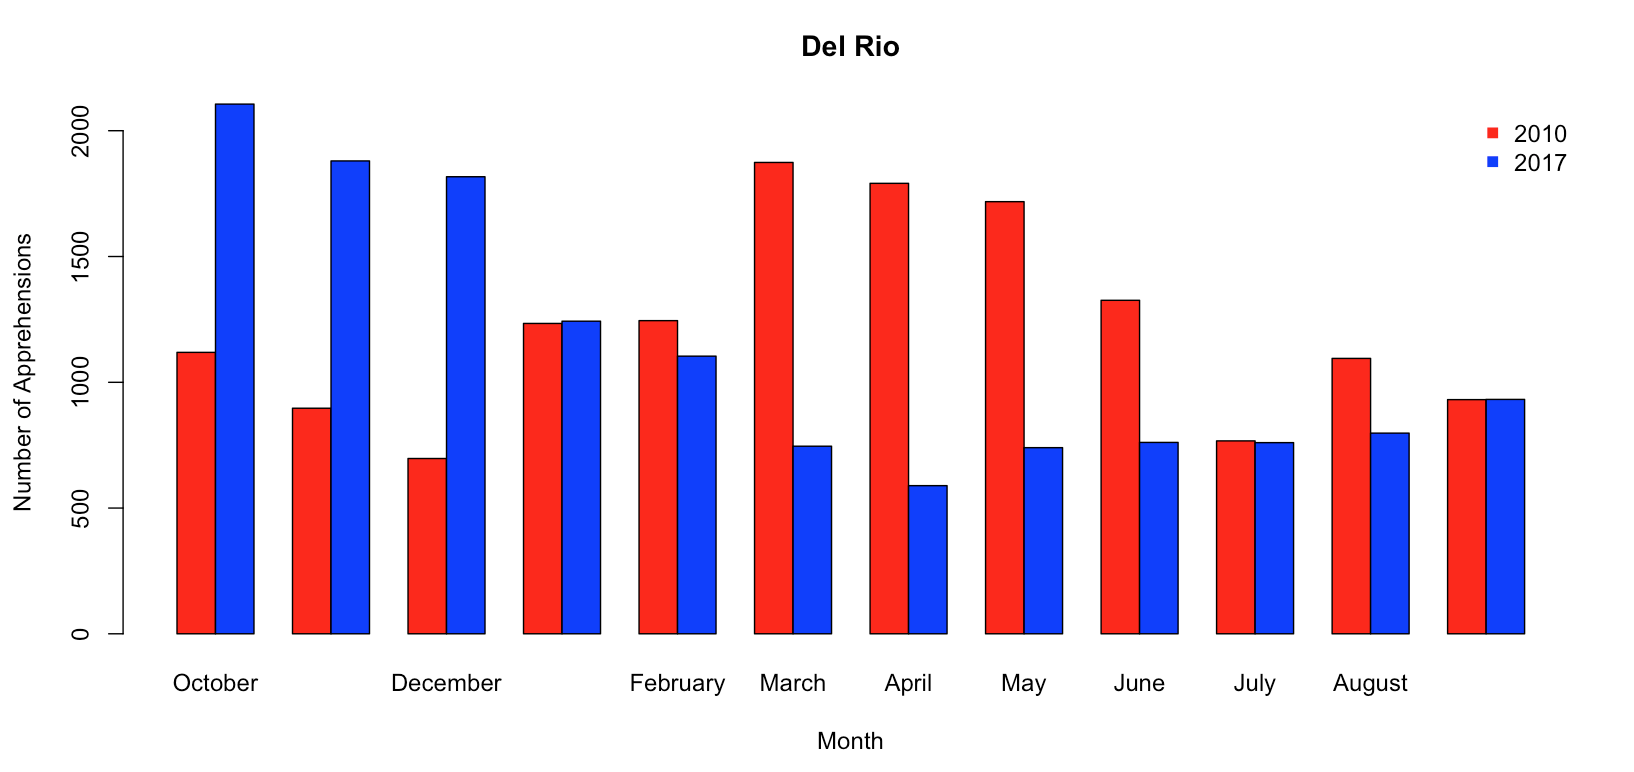 Del Rio
2010
2017
Number of Apprehensions
2000
1500
1000
500
0
October December February March April May June July August
Month